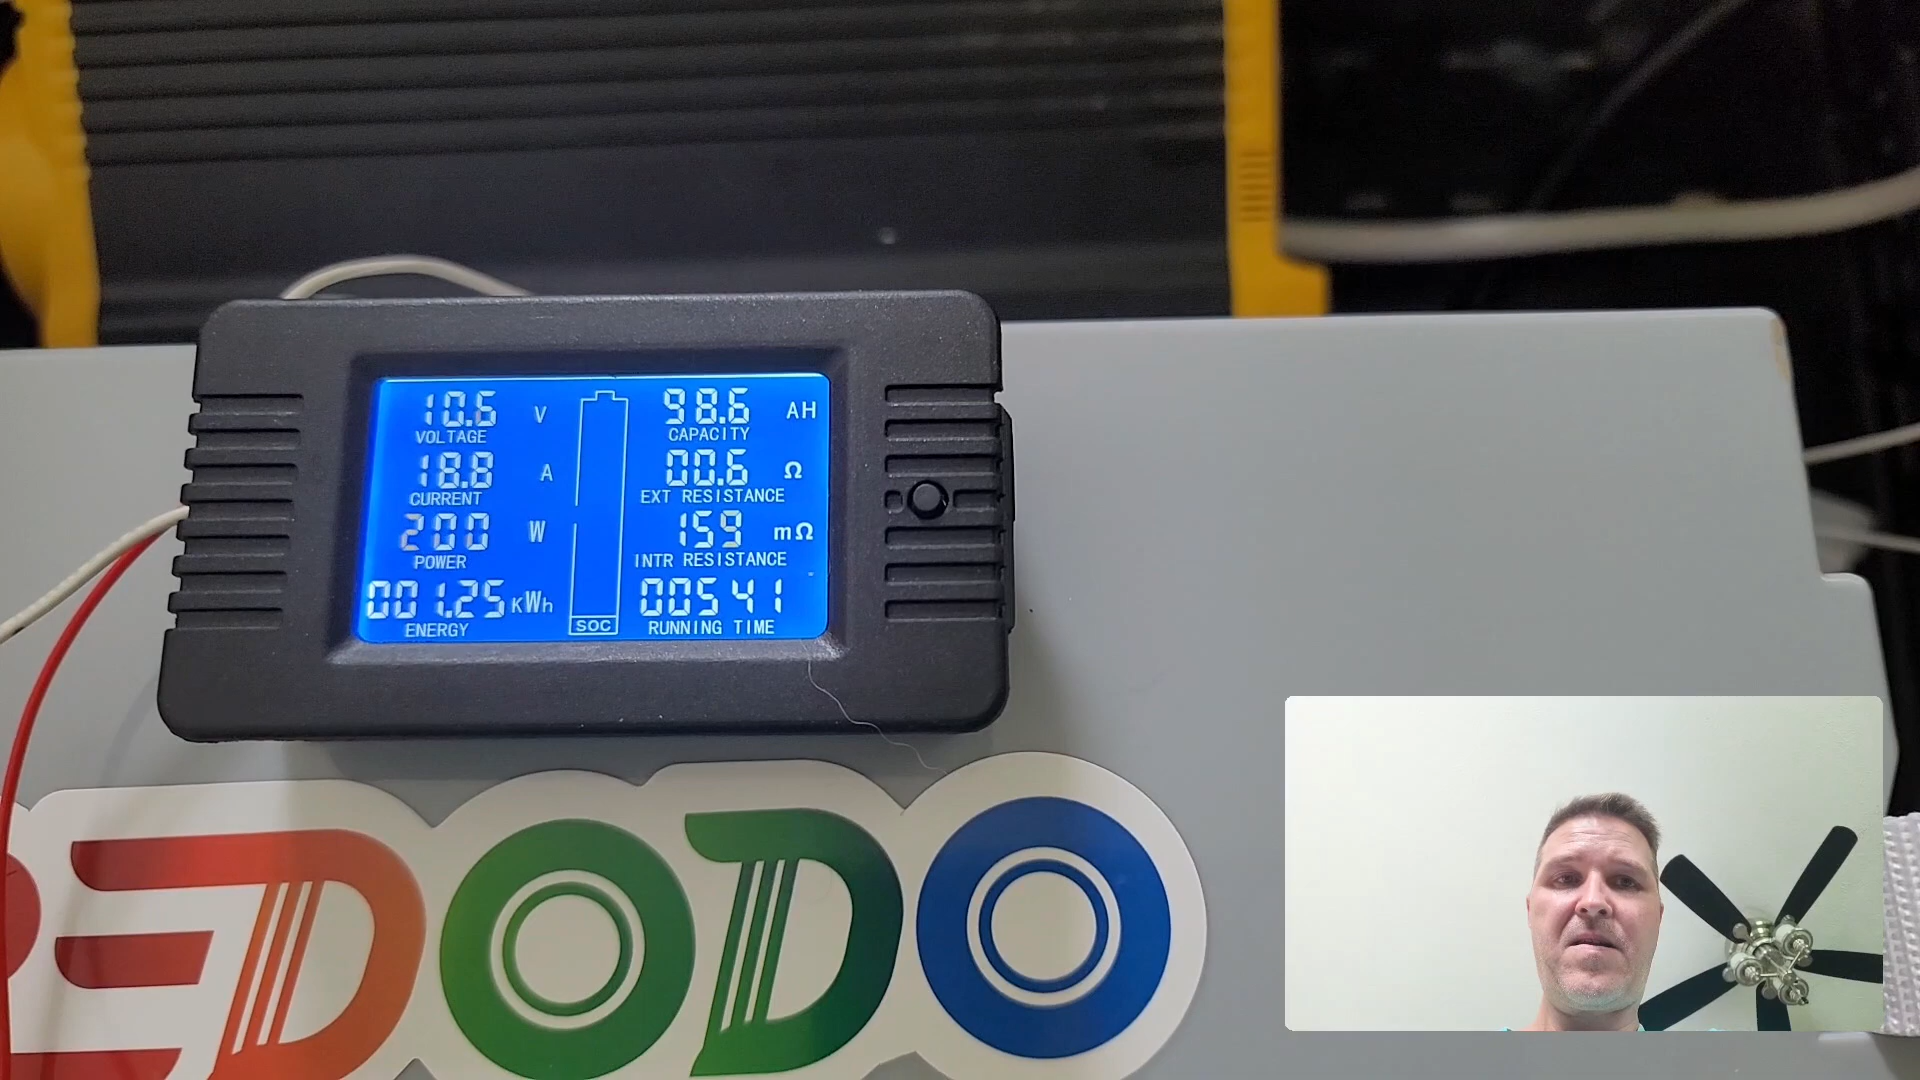 10.6 V
VOLTAGE
18.8 A
CURRENT
200 W
POWER
001.25 KWh
ENERGY
SOC
98.6 AH
CAPACITY
00.6 Ω
EXT RESISTANCE
159 mΩ
INTR RESISTANCE
00541
RUNNING TIME
REDODO